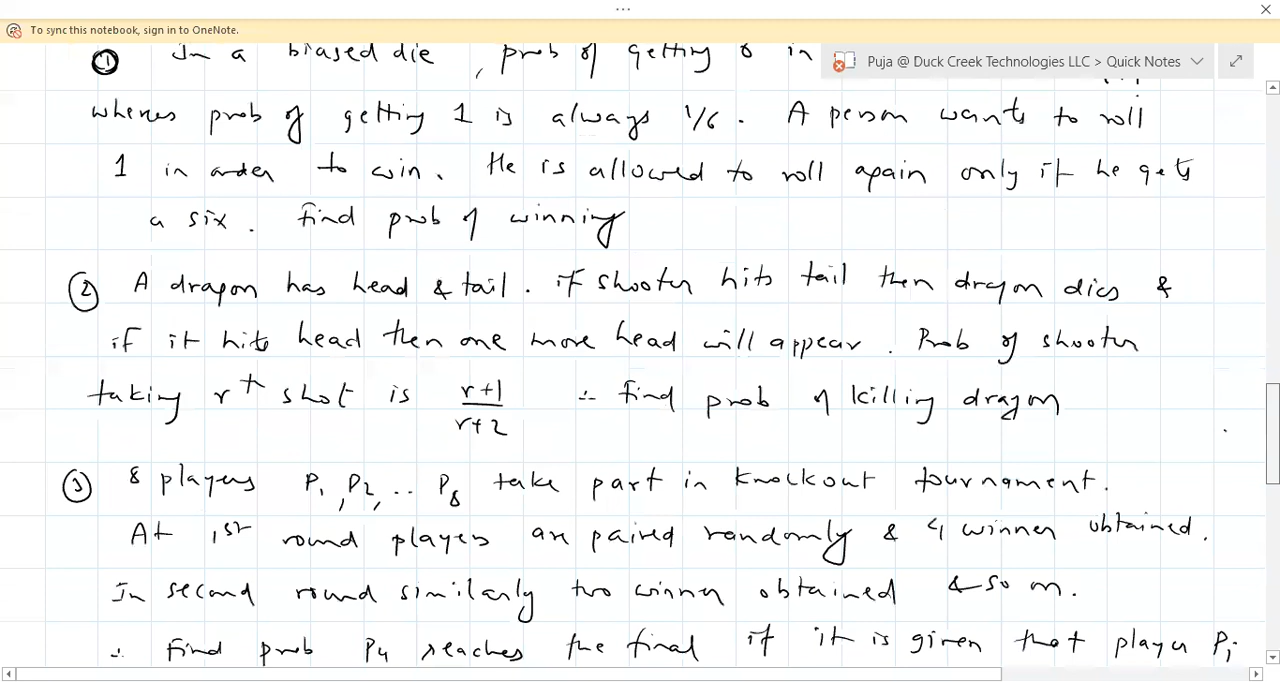 To sync this notebook, sign in to OneNote.
Puja @ Duck Creek Technologies LLC > Quick Notes
① In a biased die, prob of getting 6 in
wheres prob of getting 1 is always 1/6. A person wants to roll
1 in order to win. He is allowed to roll again only if he gets
a six. find prob of winning
② A dragon has head & tail. if shooter hits tail then dragon dies &
if it hits head then one more head will appear. Prob of shooter
taking rth shot is r+1/r+2 ∴ find prob of killing dragon
③ 8 players P1, P2, .. P8 take part in knockout tournament.
At 1st round players are paired randomly & 4 winner obtained.
In second round similarly two winner obtained & so on.
∴ Find prob P4 reaches the final if it is given that player Pi